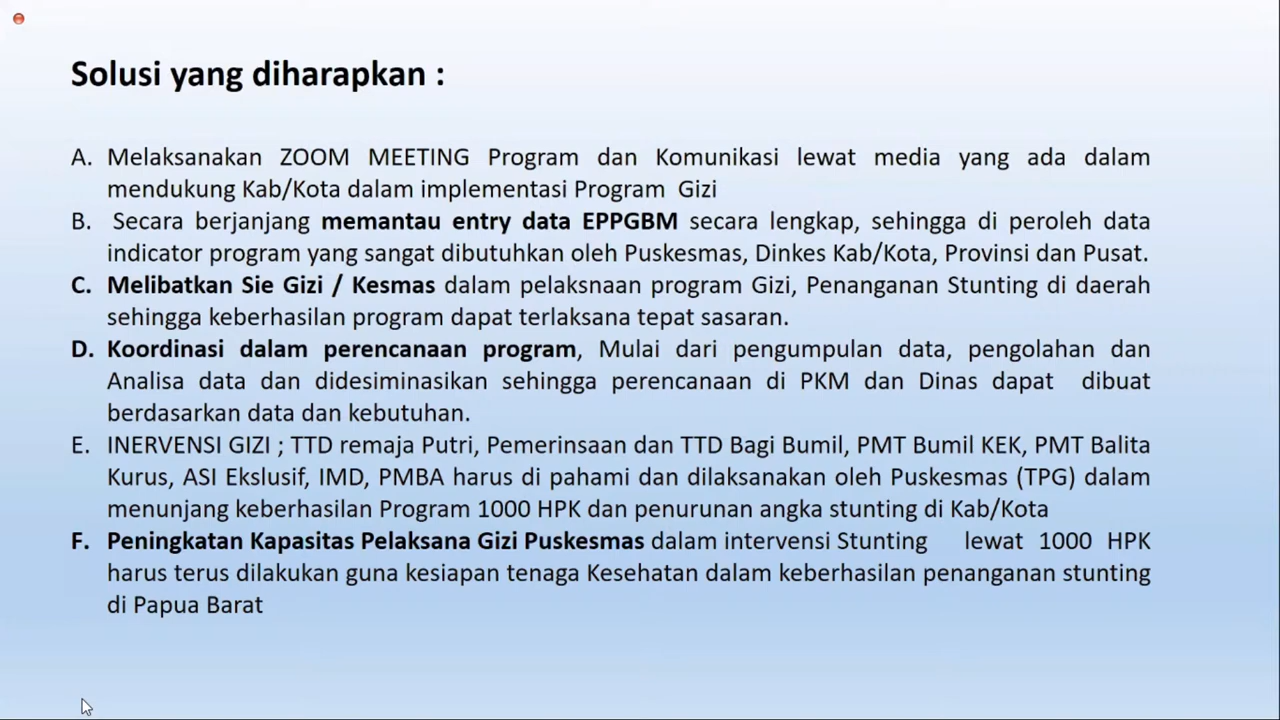 Solusi yang diharapkan :
A. Melaksanakan ZOOM MEETING Program dan Komunikasi lewat media yang ada dalam
mendukung Kab/Kota dalam implementasi Program Gizi
B. Secara berjanjang memantau entry data EPPGBM secara lengkap, sehingga di peroleh data
indicator program yang sangat dibutuhkan oleh Puskesmas, Dinkes Kab/Kota, Provinsi dan Pusat.
C. Melibatkan Sie Gizi / Kesmas dalam pelaksnaan program Gizi, Penanganan Stunting di daerah
sehingga keberhasilan program dapat terlaksana tepat sasaran.
D. Koordinasi dalam perencanaan program, Mulai dari pengumpulan data, pengolahan dan
Analisa data dan didesiminasikan sehingga perencanaan di PKM dan Dinas dapat dibuat
berdasarkan data dan kebutuhan.
E. INERVENSI GIZI ; TTD remaja Putri, Pemerinsaan dan TTD Bagi Bumil, PMT Bumil KEK, PMT Balita
Kurus, ASI Ekslusif, IMD, PMBA harus di pahami dan dilaksanakan oleh Puskesmas (TPG) dalam
menunjang keberhasilan Program 1000 HPK dan penurunan angka stunting di Kab/Kota
F. Peningkatan Kapasitas Pelaksana Gizi Puskesmas dalam intervensi Stunting lewat 1000 HPK
harus terus dilakukan guna kesiapan tenaga Kesehatan dalam keberhasilan penanganan stunting
di Papua Barat